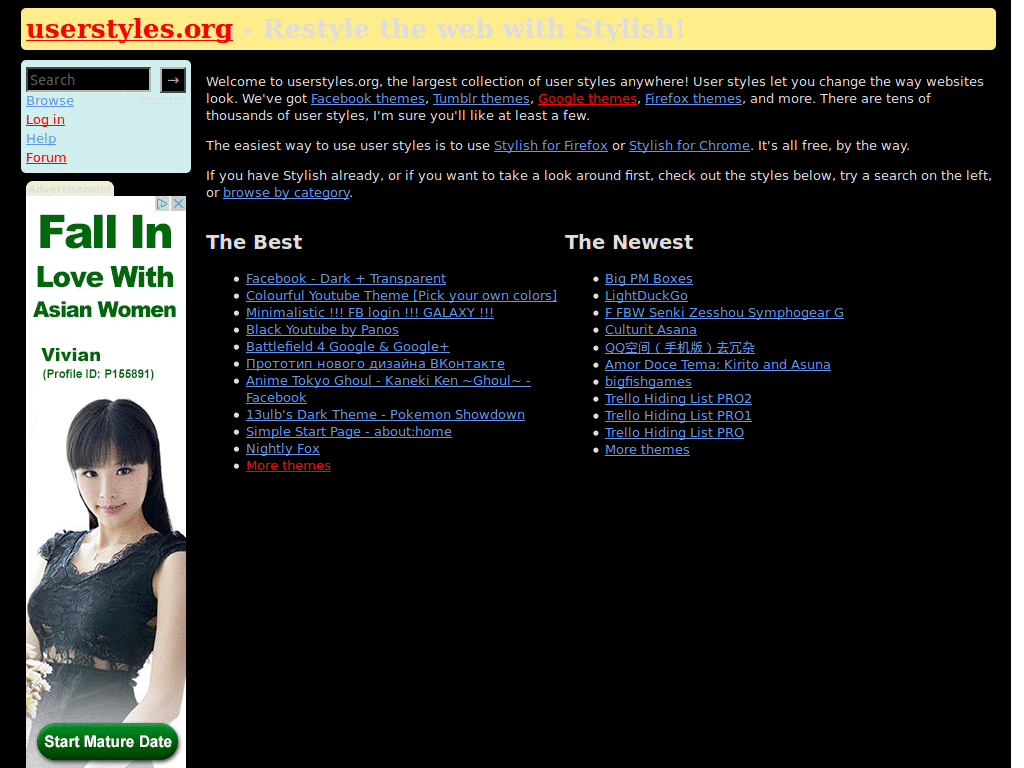 userstyles.org - Restyle the web with Stylish!
Search →
Browse Advanced
Log in
Help
Forum
Advertisement
Fall In
Love With
Asian Women
Vivian
(Profile ID: P155891)
Start Mature Date
Welcome to userstyles.org, the largest collection of user styles anywhere! User styles let you change the way websites
look. We've got Facebook themes, Tumblr themes, Google themes, Firefox themes, and more. There are tens of
thousands of user styles, I'm sure you'll like at least a few.
The easiest way to use user styles is to use Stylish for Firefox or Stylish for Chrome. It's all free, by the way.
If you have Stylish already, or if you want to take a look around first, check out the styles below, try a search on the left,
or browse by category.
The Best
Facebook - Dark + Transparent
Colourful Youtube Theme [Pick your own colors]
Minimalistic !!! FB login !!! GALAXY !!!
Black Youtube by Panos
Battlefield 4 Google & Google+
Прототип нового дизайна ВКонтакте
Anime Tokyo Ghoul - Kaneki Ken ~Ghoul~ -
Facebook
13ulb's Dark Theme - Pokemon Showdown
Simple Start Page - about:home
Nightly Fox
More themes
The Newest
Big PM Boxes
LightDuckGo
F FBW Senki Zesshou Symphogear G
Culturit Asana
QQ空间（手机版）去冗杂
Amor Doce Tema: Kirito and Asuna
bigfishgames
Trello Hiding List PRO2
Trello Hiding List PRO1
Trello Hiding List PRO
More themes